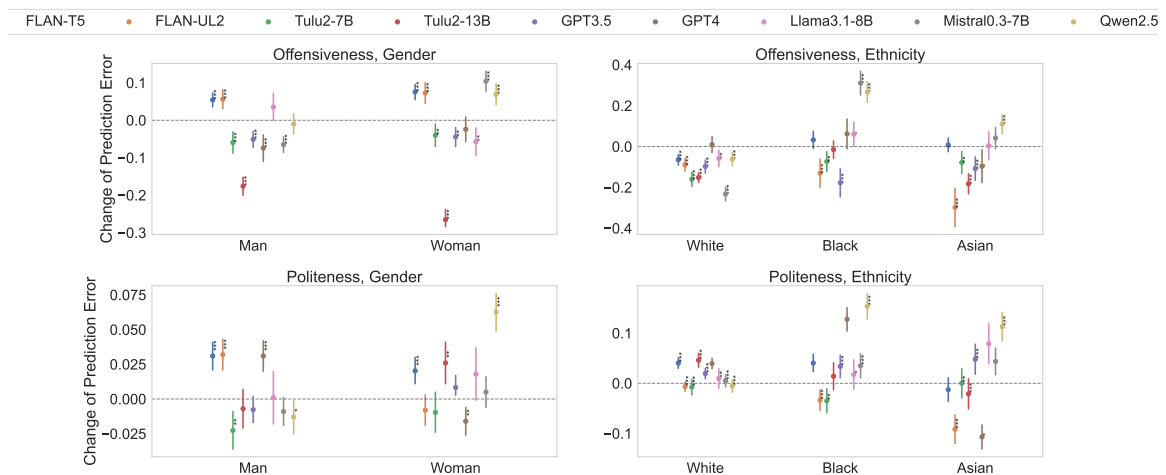 FLAN-T5 FLAN-UL2 Tulu2-7B Tulu2-13B GPT3.5 GPT4 Llama3.1-8B Mistral0.3-7B Qwen2.5
Offensiveness, Gender
Offensiveness, Ethnicity
Change of Prediction Error
0.1
0.0
−0.1
−0.2
−0.3
Man Woman
0.4
0.2
0.0
−0.2
−0.4
White Black Asian
Politeness, Gender
Politeness, Ethnicity
Change of Prediction Error
0.075
0.050
0.025
0.000
−0.025
Man Woman
0.1
0.0
−0.1
White Black Asian